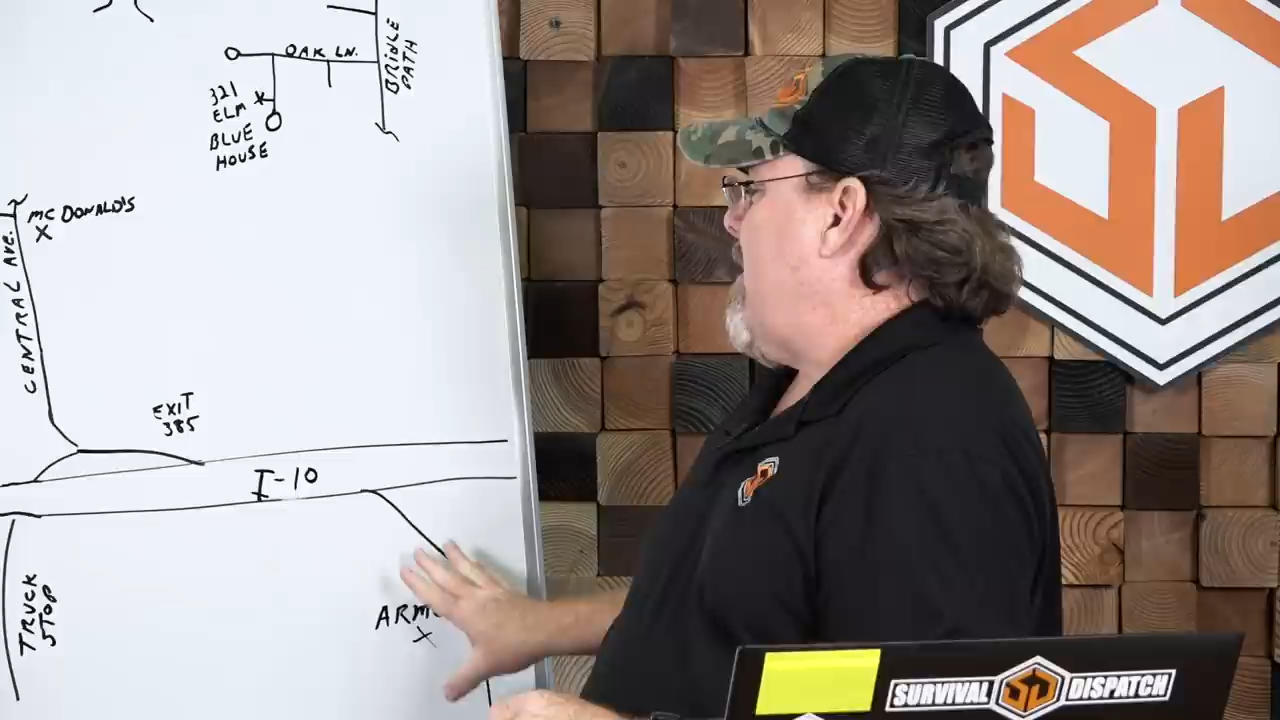 OAK LN.
BRIDLE
PATH
321
ELM
BLUE
HOUSE
MC DONALD'S
X
CENTRAL AVE.
EXIT
385
I-10
TRUCK
STOP
X
SURVIVAL DISPATCH